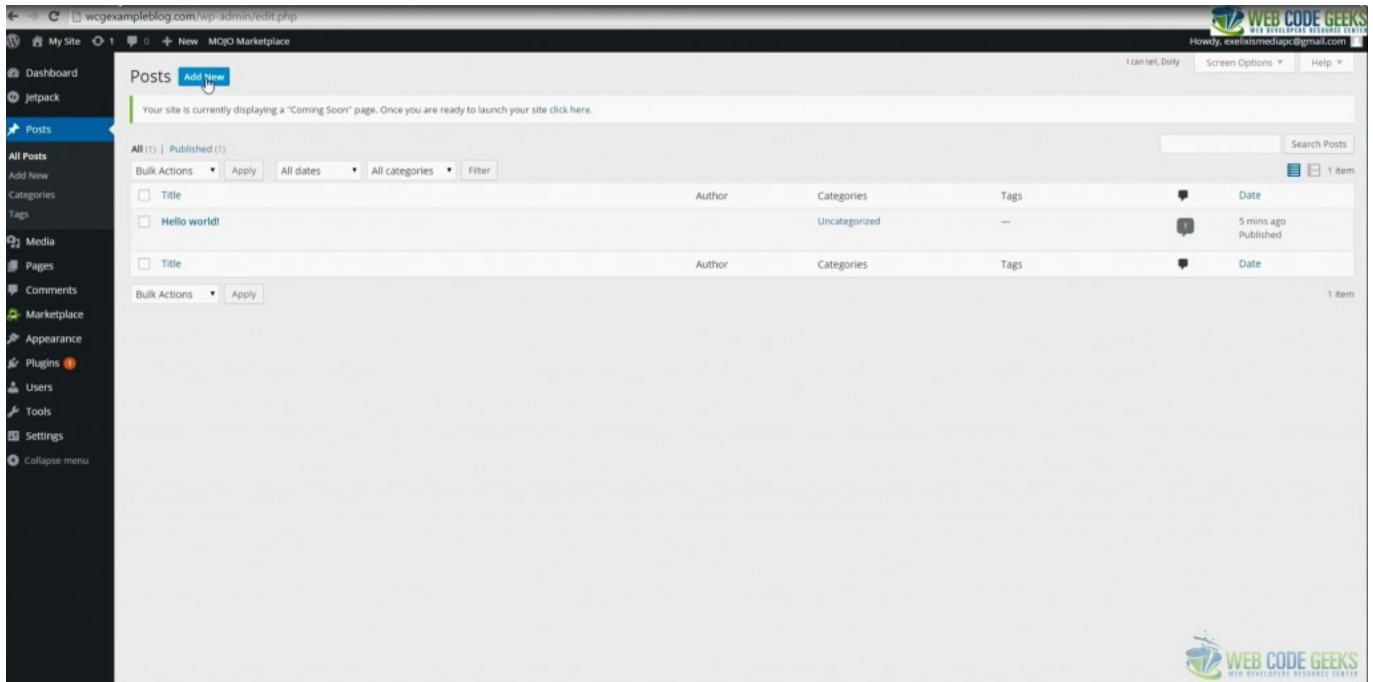 wcgexampleblog.com/wp-admin/edit.php
WEB CODE GEEKS
WEB DEVELOPERS RESOURCE CENTER
My Site 1 0 + New MOJO Marketplace
Howdy, exelixismediapc@gmail.com
Dashboard
Jetpack
Posts
All Posts
Add New
Categories
Tags
Media
Pages
Comments
Marketplace
Appearance
Plugins 1
Users
Tools
Settings
Collapse menu
Posts Add New
I can tell, Dolly Screen Options Help
Your site is currently displaying a "Coming Soon" page. Once you are ready to launch your site click here.
All (1) | Published (1)
Search Posts
Bulk Actions Apply All dates All categories Filter 1 item
Title Author Categories Tags Date
Hello world! Uncategorized — 1 5 mins ago
Published
Title Author Categories Tags Date
Bulk Actions Apply 1 item
WEB CODE GEEKS
WEB DEVELOPERS RESOURCE CENTER